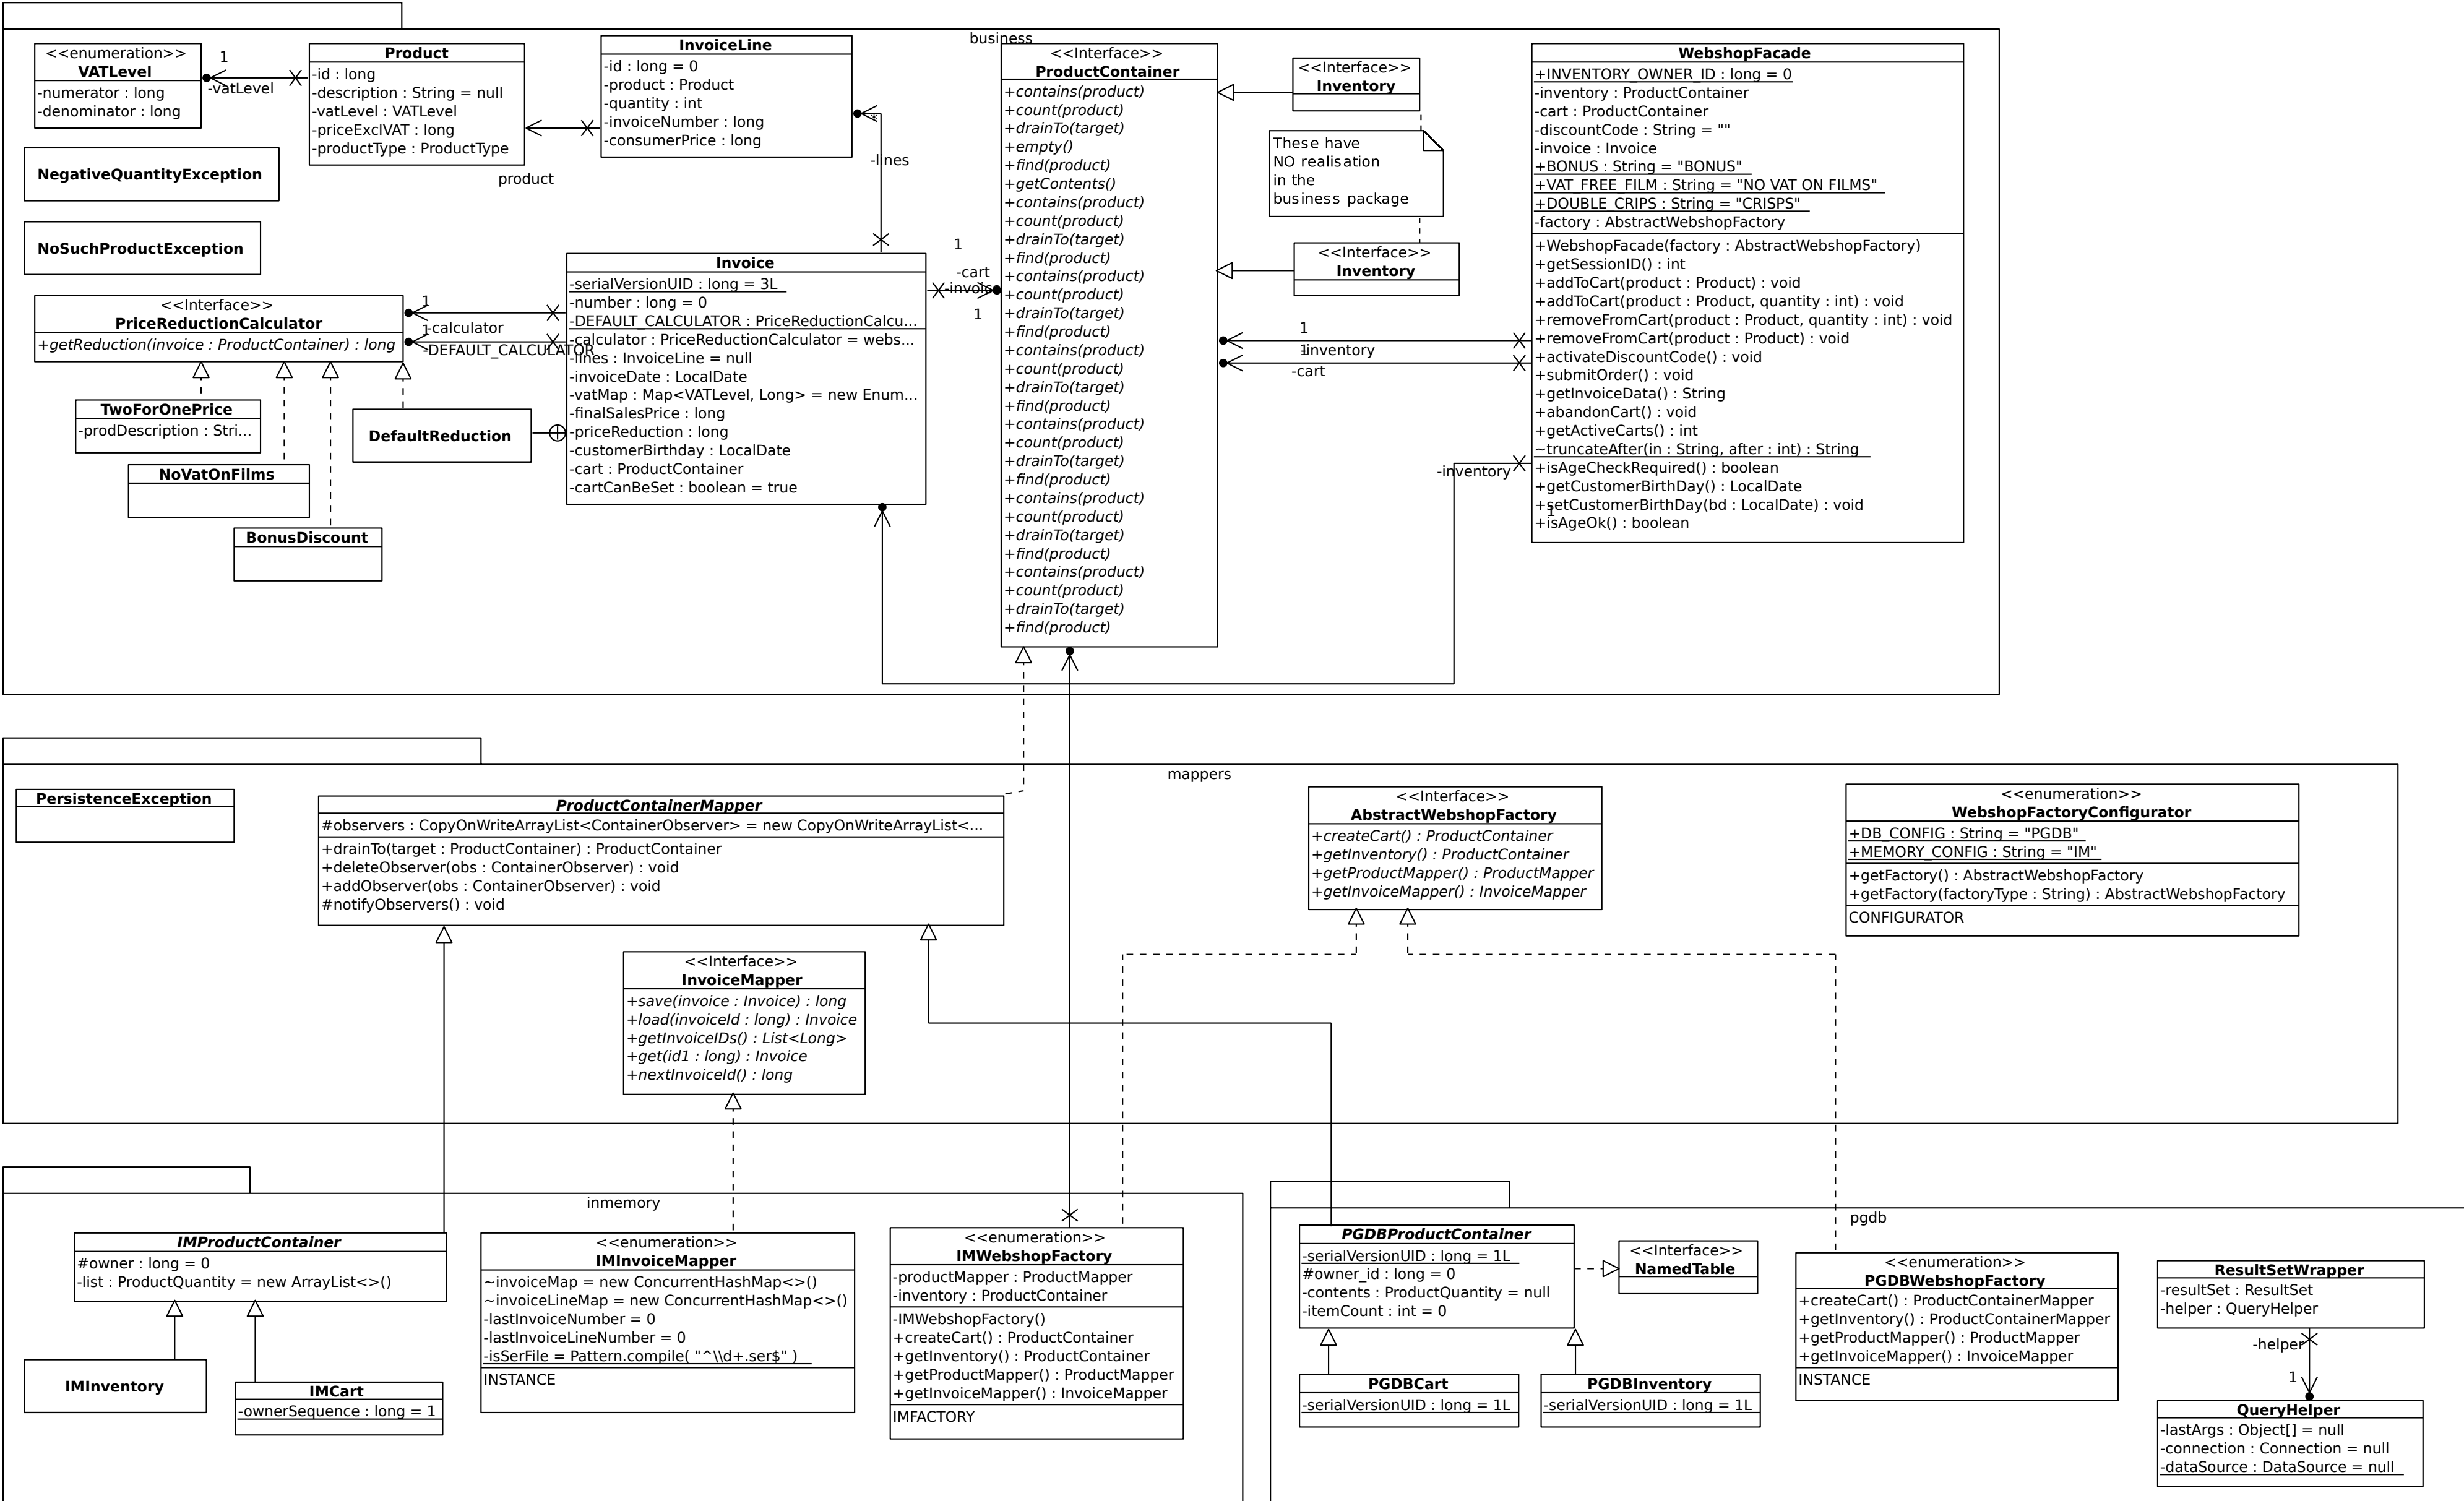 business
<<enumeration>>
VATLevel
-numerator : long
-denominator : long
1
-vatLevel
Product
-id : long
-description : String = null
-vatLevel : VATLevel
-priceExclVAT : long
-productType : ProductType
product
InvoiceLine
-id : long = 0
-product : Product
-quantity : int
-invoiceNumber : long
-consumerPrice : long
*
-lines
NegativeQuantityException
NoSuchProductException
<<Interface>>
PriceReductionCalculator
+getReduction(invoice : ProductContainer) : long
1
-calculator
1
-DEFAULT_CALCULATOR
TwoForOnePrice
-prodDescription : Stri...
NoVatOnFilms
BonusDiscount
DefaultReduction
Invoice
-serialVersionUID : long = 3L
-number : long = 0
-DEFAULT_CALCULATOR : PriceReductionCalcu...
-calculator : PriceReductionCalculator = webs...
-lines : InvoiceLine = null
-invoiceDate : LocalDate
-vatMap : Map<VATLevel, Long> = new Enum...
-finalSalesPrice : long
-priceReduction : long
-customerBirthday : LocalDate
-cart : ProductContainer
-cartCanBeSet : boolean = true
1
-cart
1
<<Interface>>
ProductContainer
+contains(product)
+count(product)
+drainTo(target)
+empty()
+find(product)
+getContents()
+contains(product)
+count(product)
+drainTo(target)
+find(product)
+contains(product)
+count(product)
+drainTo(target)
+find(product)
+contains(product)
+count(product)
+drainTo(target)
+find(product)
+contains(product)
+count(product)
+drainTo(target)
+find(product)
+contains(product)
+count(product)
+drainTo(target)
+find(product)
+contains(product)
+count(product)
+drainTo(target)
+find(product)
<<Interface>>
Inventory
These have
NO realisation
in the
business package
<<Interface>>
Inventory
1
1
-inventory
-cart
-inventory
1
WebshopFacade
+INVENTORY_OWNER_ID : long = 0
-inventory : ProductContainer
-cart : ProductContainer
-discountCode : String = ""
-invoice : Invoice
+BONUS : String = "BONUS"
+VAT_FREE_FILM : String = "NO VAT ON FILMS"
+DOUBLE_CRIPS : String = "CRISPS"
-factory : AbstractWebshopFactory
+WebshopFacade(factory : AbstractWebshopFactory)
+getSessionID() : int
+addToCart(product : Product) : void
+addToCart(product : Product, quantity : int) : void
+removeFromCart(product : Product, quantity : int) : void
+removeFromCart(product : Product) : void
+activateDiscountCode() : void
+submitOrder() : void
+getInvoiceData() : String
+abandonCart() : void
+getActiveCarts() : int
~truncateAfter(in : String, after : int) : String
+isAgeCheckRequired() : boolean
+getCustomerBirthDay() : LocalDate
+setCustomerBirthDay(bd : LocalDate) : void
+isAgeOk() : boolean
mappers
PersistenceException
ProductContainerMapper
#observers : CopyOnWriteArrayList<ContainerObserver> = new CopyOnWriteArrayList<...
+drainTo(target : ProductContainer) : ProductContainer
+deleteObserver(obs : ContainerObserver) : void
+addObserver(obs : ContainerObserver) : void
#notifyObservers() : void
<<Interface>>
InvoiceMapper
+save(invoice : Invoice) : long
+load(invoiceId : long) : Invoice
+getInvoiceIDs() : List<Long>
+get(id1 : long) : Invoice
+nextInvoiceId() : long
<<Interface>>
AbstractWebshopFactory
+createCart() : ProductContainer
+getInventory() : ProductContainer
+getProductMapper() : ProductMapper
+getInvoiceMapper() : InvoiceMapper
<<enumeration>>
WebshopFactoryConfigurator
+DB_CONFIG : String = "PGDB"
+MEMORY_CONFIG : String = "IM"
+getFactory() : AbstractWebshopFactory
+getFactory(factoryType : String) : AbstractWebshopFactory
CONFIGURATOR
inmemory
IMProductContainer
#owner : long = 0
-list : ProductQuantity = new ArrayList<>()
IMInventory
IMCart
-ownerSequence : long = 1
<<enumeration>>
IMInvoiceMapper
~invoiceMap = new ConcurrentHashMap<>()
~invoiceLineMap = new ConcurrentHashMap<>()
-lastInvoiceNumber = 0
-lastInvoiceLineNumber = 0
-isSerFile = Pattern.compile( "^\\d+.ser$" )
INSTANCE
<<enumeration>>
IMWebshopFactory
-productMapper : ProductMapper
-inventory : ProductContainer
-IMWebshopFactory()
+createCart() : ProductContainer
+getInventory() : ProductContainer
+getProductMapper() : ProductMapper
+getInvoiceMapper() : InvoiceMapper
IMFACTORY
pgdb
PGDBProductContainer
-serialVersionUID : long = 1L
#owner_id : long = 0
-contents : ProductQuantity = null
-itemCount : int = 0
<<Interface>>
NamedTable
PGDBCart
-serialVersionUID : long = 1L
PGDBInventory
-serialVersionUID : long = 1L
<<enumeration>>
PGDBWebshopFactory
+createCart() : ProductContainerMapper
+getInventory() : ProductContainerMapper
+getProductMapper() : ProductMapper
+getInvoiceMapper() : InvoiceMapper
INSTANCE
ResultSetWrapper
-resultSet : ResultSet
-helper : QueryHelper
-helper
1
QueryHelper
-lastArgs : Object[] = null
-connection : Connection = null
-dataSource : DataSource = null